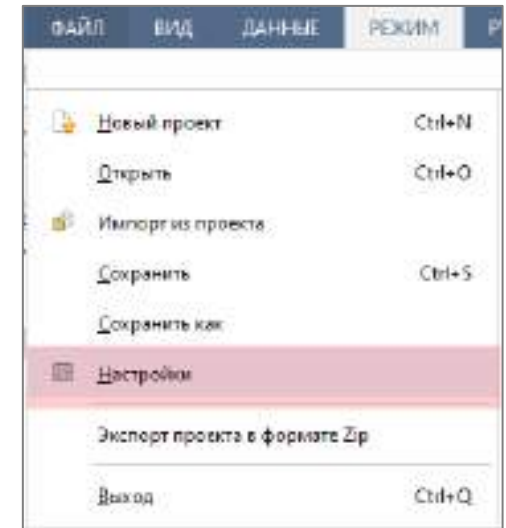 ФАЙЛ ВИД ДАННЫЕ РЕЖИМ Р
Новый проект Ctrl+N
Открыть Ctrl+O
Импорт из проекта
Сохранить Ctrl+S
Сохранить как
Настройки
Экспорт проекта в формате Zip
Выход Ctrl+Q